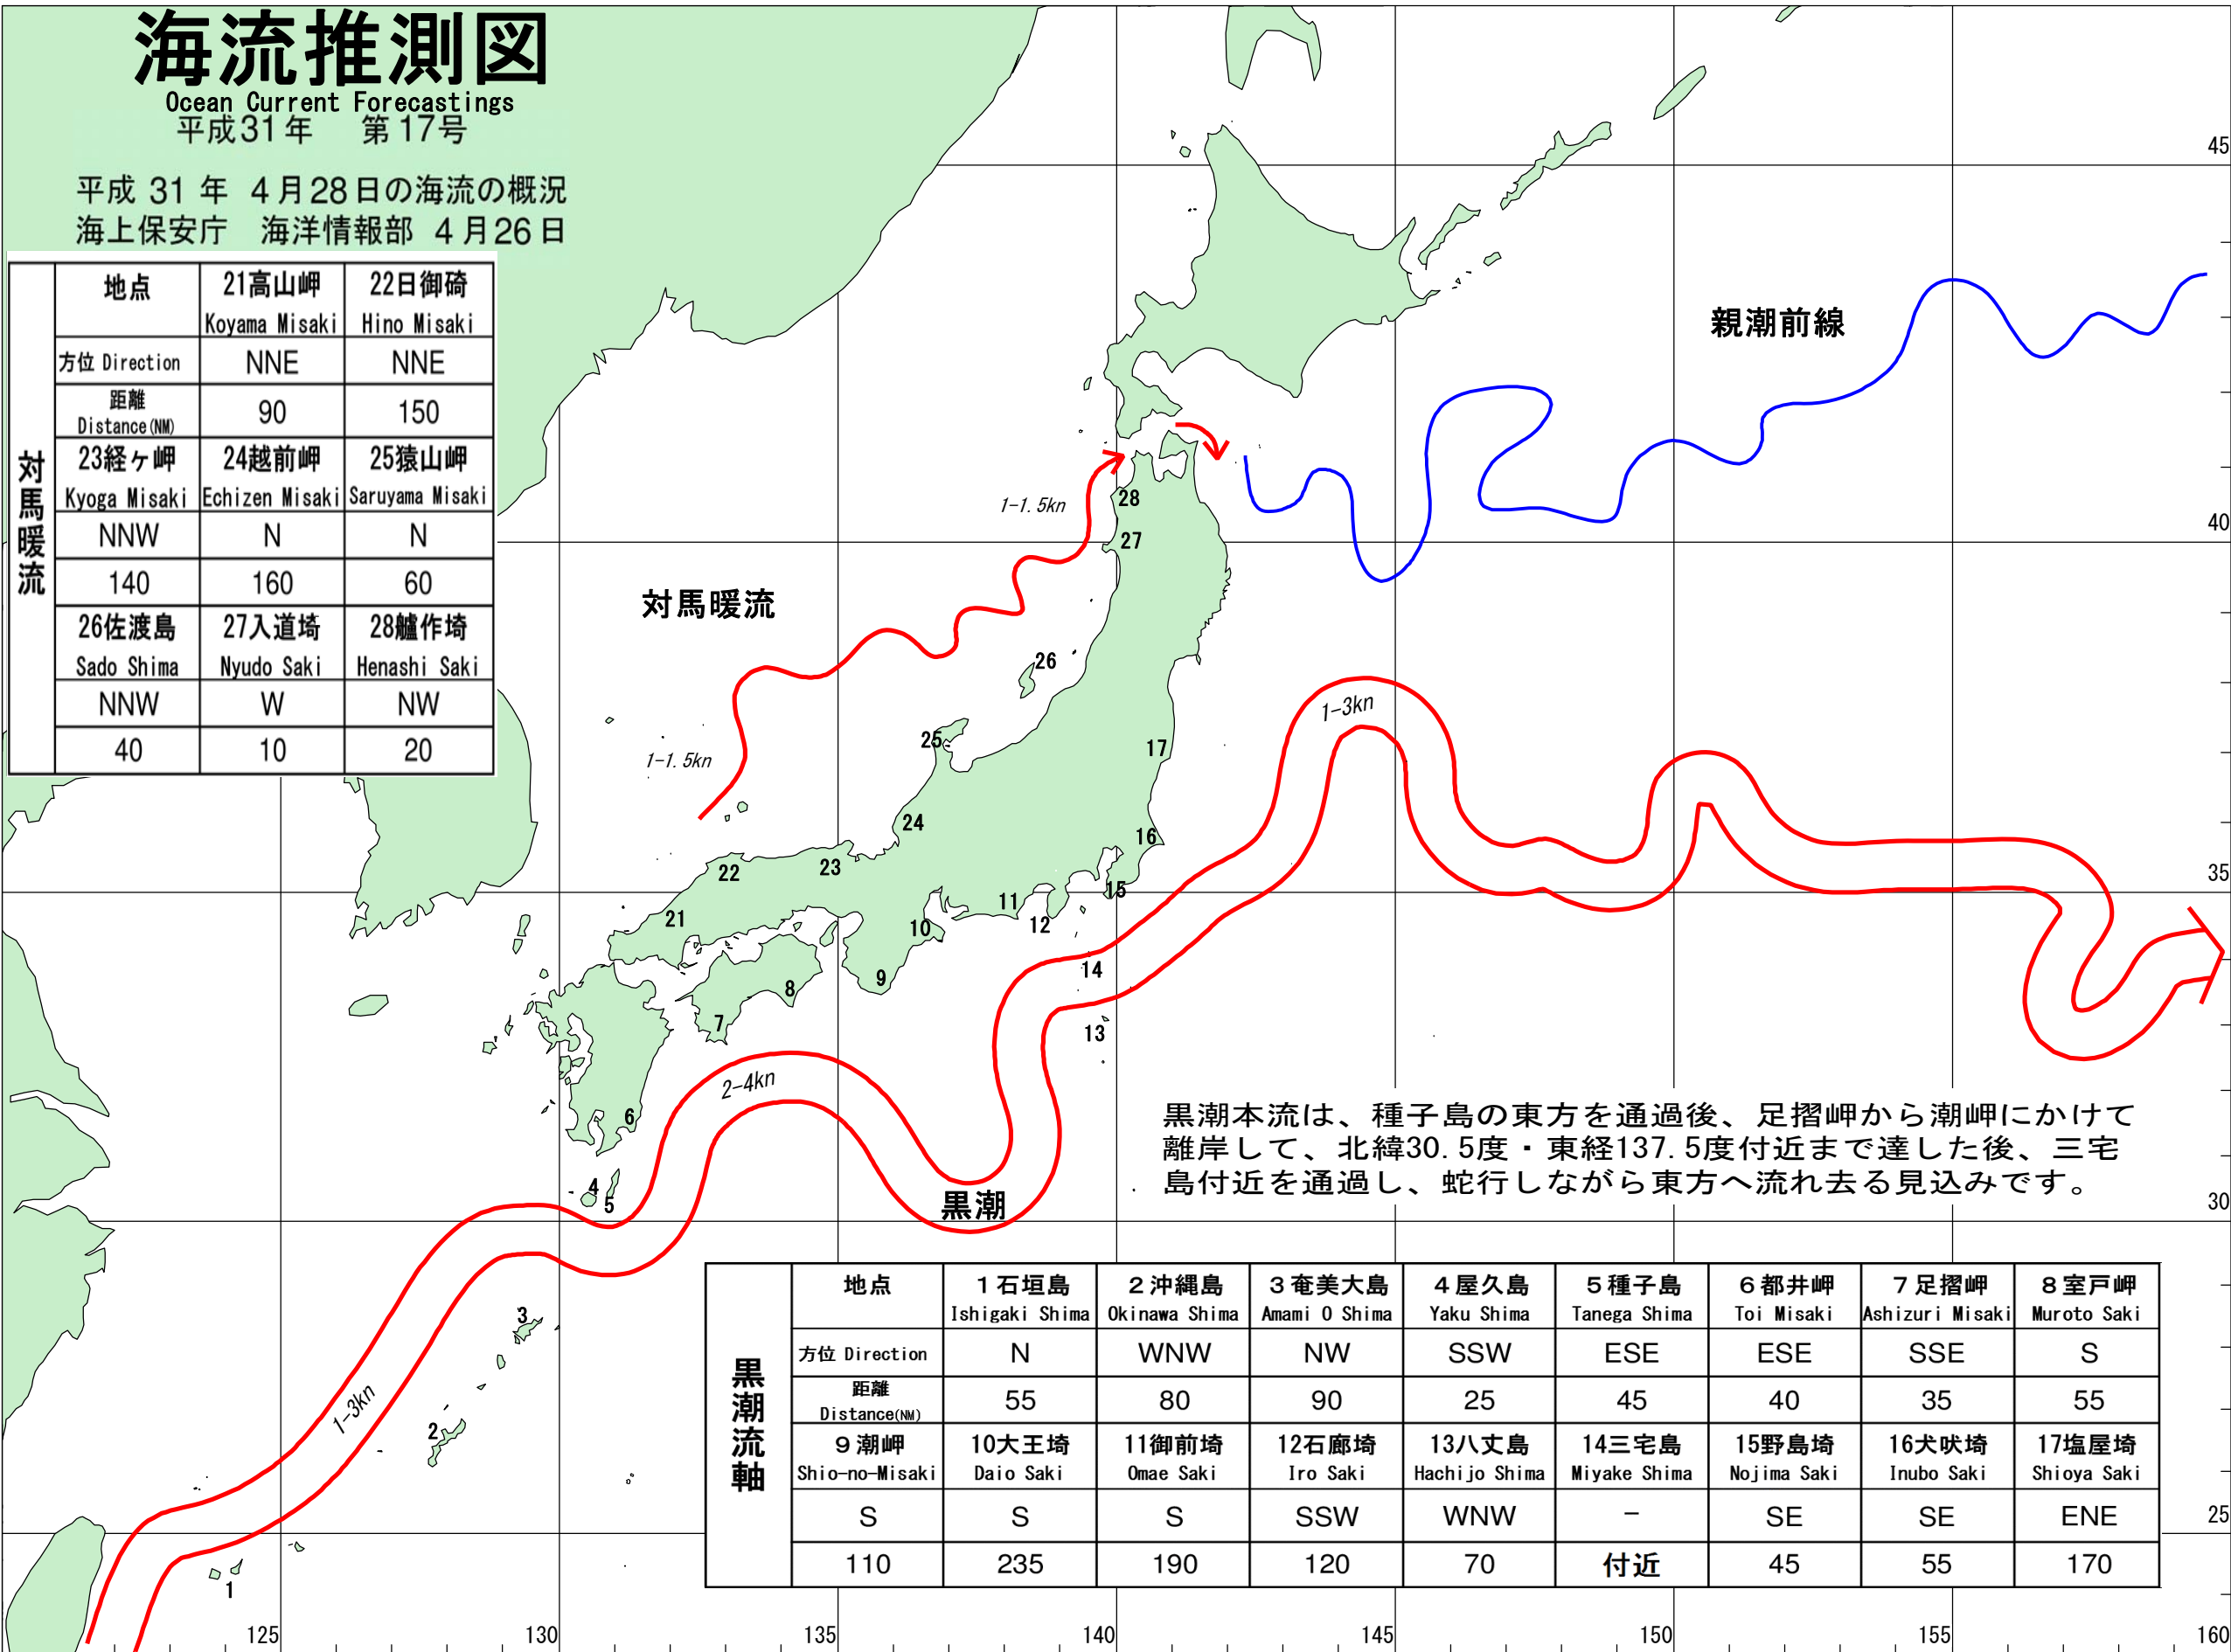 海流推測図
Ocean Current Forecastings
平成31年 第17号
平成 31 年 4月28日の海流の概況
海上保安庁 海洋情報部 4月26日
対馬暖流
地点 21高山岬 22日御碕
Koyama Misaki Hino Misaki
方位 Direction NNE NNE
距離
Distance(NM) 90 150
23経ヶ岬 24越前岬 25猿山岬
Kyoga Misaki Echizen Misaki Saruyama Misaki
NNW N N
140 160 60
26佐渡島 27入道埼 28艫作埼
Sado Shima Nyudo Saki Henashi Saki
NNW W NW
40 10 20
親潮前線
対馬暖流
1-1.5kn
1-1.5kn
1-3kn
2-4kn
1-3kn
黒潮
28
27
26
25
24
23
22
21
17
16
15
14
13
12
11
10
9
8
7
6
4
5
3
2
1
45
40
35
30
25
黒潮本流は、種子島の東方を通過後、足摺岬から潮岬にかけて
離岸して、北緯30.5度・東経137.5度付近まで達した後、三宅
島付近を通過し、蛇行しながら東方へ流れ去る見込みです。
黒潮流軸
地点 1石垣島 2沖縄島 3奄美大島 4屋久島 5種子島 6都井岬 7足摺岬 8室戸岬
Ishigaki Shima Okinawa Shima Amami O Shima Yaku Shima Tanega Shima Toi Misaki Ashizuri Misaki Muroto Saki
方位 Direction N WNW NW SSW ESE ESE SSE S
距離
Distance(NM) 55 80 90 25 45 40 35 55
9潮岬 10大王埼 11御前埼 12石廊埼 13八丈島 14三宅島 15野島埼 16犬吠埼 17塩屋埼
Shio-no-Misaki Daio Saki Omae Saki Iro Saki Hachijo Shima Miyake Shima Nojima Saki Inubo Saki Shioya Saki
S S S SSW WNW － SE SE ENE
110 235 190 120 70 付近 45 55 170
125 130 135 140 145 150 155 160